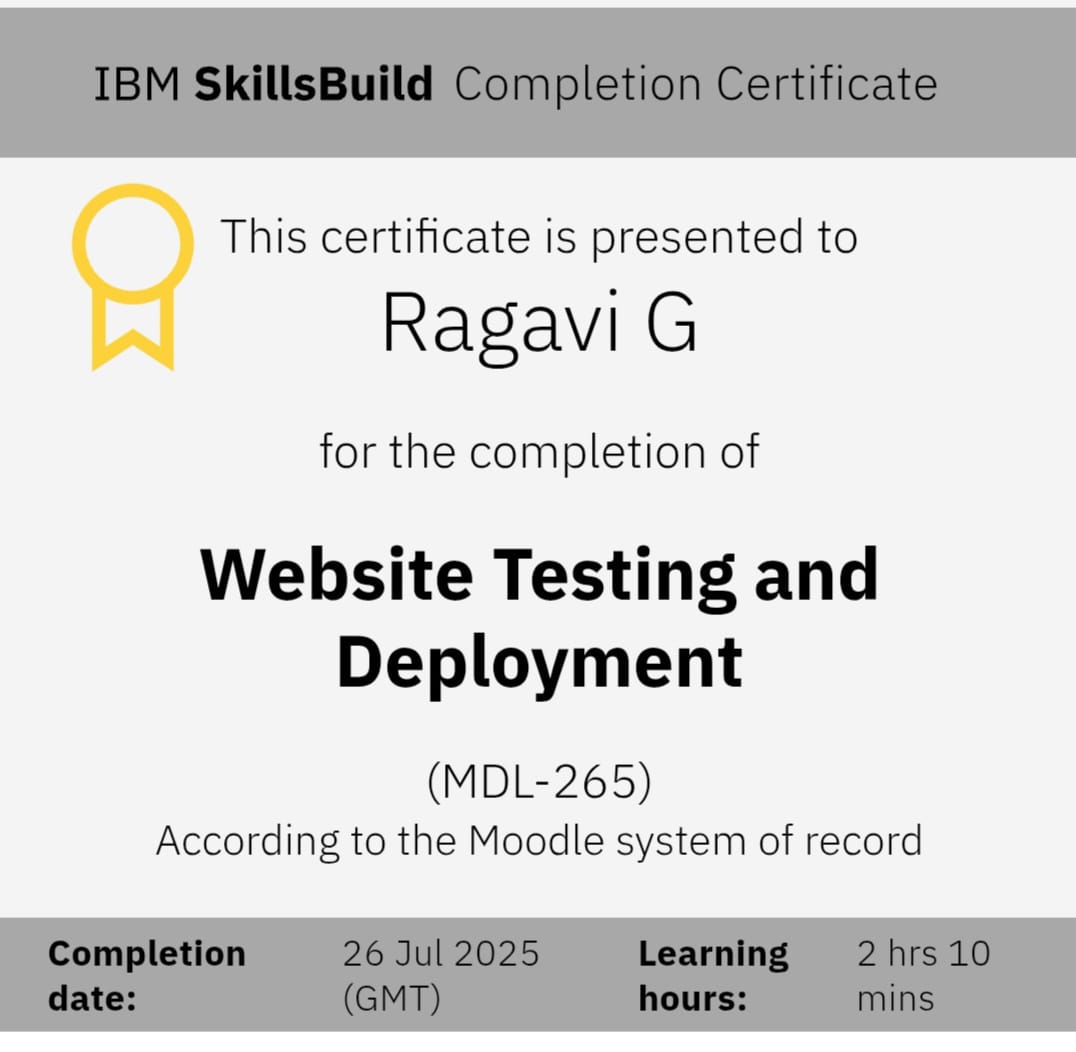 IBM SkillsBuild Completion Certificate
This certificate is presented to
Ragavi G
for the completion of
Website Testing and
Deployment
(MDL-265)
According to the Moodle system of record
Completion date: 26 Jul 2025 (GMT) Learning hours: 2 hrs 10 mins